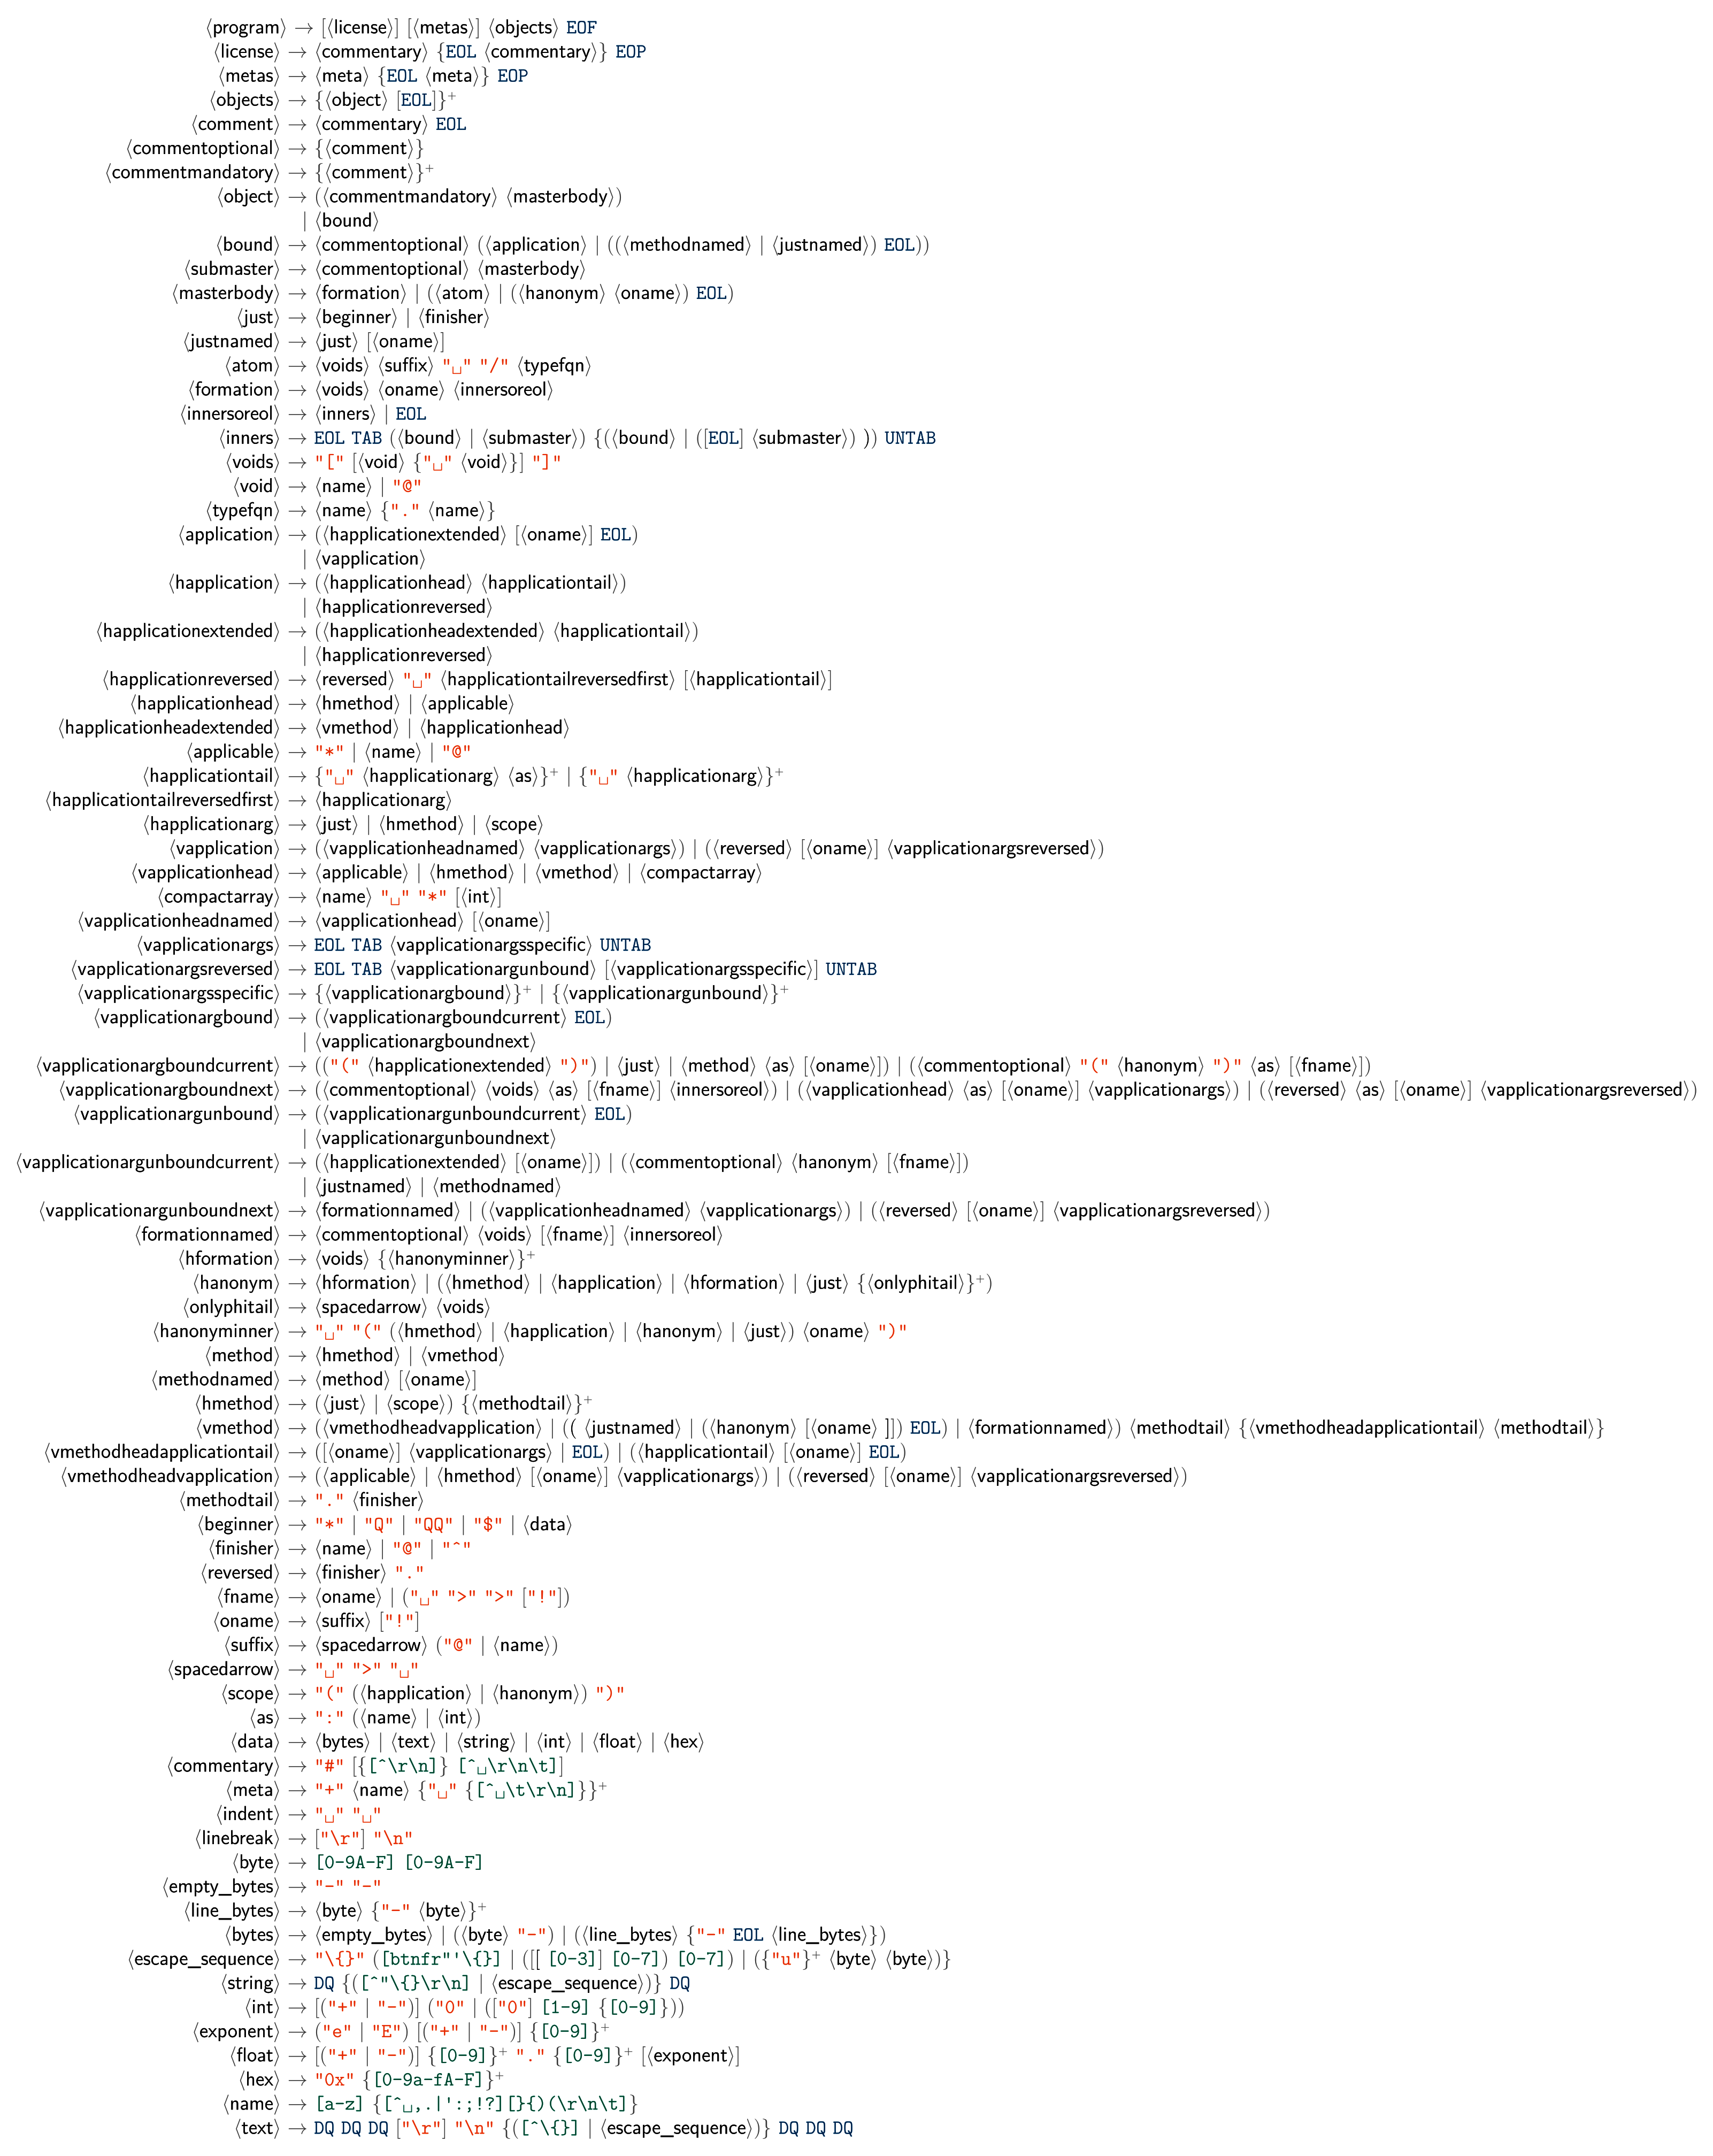 ⟨program⟩ → [⟨license⟩] [⟨metas⟩] ⟨objects⟩ EOF
⟨license⟩ → ⟨commentary⟩ {EOL ⟨commentary⟩} EOP
⟨metas⟩ → ⟨meta⟩ {EOL ⟨meta⟩} EOP
⟨objects⟩ → {⟨object⟩ [EOL]}⁺
⟨comment⟩ → ⟨commentary⟩ EOL
⟨commentoptional⟩ → {⟨comment⟩}
⟨commentmandatory⟩ → {⟨comment⟩}⁺
⟨object⟩ → (⟨commentmandatory⟩ ⟨masterbody⟩)
| ⟨bound⟩
⟨bound⟩ → ⟨commentoptional⟩ (⟨application⟩ | ((⟨methodnamed⟩ | ⟨justnamed⟩) EOL))
⟨submaster⟩ → ⟨commentoptional⟩ ⟨masterbody⟩
⟨masterbody⟩ → ⟨formation⟩ | (⟨atom⟩ | (⟨hanonym⟩ ⟨oname⟩) EOL)
⟨just⟩ → ⟨beginner⟩ | ⟨finisher⟩
⟨justnamed⟩ → ⟨just⟩ [⟨oname⟩]
⟨atom⟩ → ⟨voids⟩ ⟨suffix⟩ "␣" "/" ⟨typefqn⟩
⟨formation⟩ → ⟨voids⟩ ⟨oname⟩ ⟨innersoreol⟩
⟨innersoreol⟩ → ⟨inners⟩ | EOL
⟨inners⟩ → EOL TAB (⟨bound⟩ | ⟨submaster⟩) {(⟨bound⟩ | ([EOL] ⟨submaster⟩) )} UNTAB
⟨voids⟩ → "[" [⟨void⟩ {"␣" ⟨void⟩}] "]"
⟨void⟩ → ⟨name⟩ | "@"
⟨typefqn⟩ → ⟨name⟩ {"." ⟨name⟩}
⟨application⟩ → (⟨happlicationextended⟩ [⟨oname⟩] EOL)
| ⟨vapplication⟩
⟨happlication⟩ → (⟨happlicationhead⟩ ⟨happlicationtail⟩)
| ⟨happlicationreversed⟩
⟨happlicationextended⟩ → (⟨happlicationheadextended⟩ ⟨happlicationtail⟩)
| ⟨happlicationreversed⟩
⟨happlicationreversed⟩ → ⟨reversed⟩ "␣" ⟨happlicationtailreversedfirst⟩ [⟨happlicationtail⟩]
⟨happlicationhead⟩ → ⟨hmethod⟩ | ⟨applicable⟩
⟨happlicationheadextended⟩ → ⟨vmethod⟩ | ⟨happlicationhead⟩
⟨applicable⟩ → "*" | ⟨name⟩ | "@"
⟨happlicationtail⟩ → {"␣" ⟨happlicationarg⟩ ⟨as⟩}⁺ | {"␣" ⟨happlicationarg⟩}⁺
⟨happlicationtailreversedfirst⟩ → ⟨happlicationarg⟩
⟨happlicationarg⟩ → ⟨just⟩ | ⟨hmethod⟩ | ⟨scope⟩
⟨vapplication⟩ → (⟨vapplicationheadnamed⟩ ⟨vapplicationargs⟩) | (⟨reversed⟩ [⟨oname⟩] ⟨vapplicationargsreversed⟩)
⟨vapplicationhead⟩ → ⟨applicable⟩ | ⟨hmethod⟩ | ⟨vmethod⟩ | ⟨compactarray⟩
⟨compactarray⟩ → ⟨name⟩ "␣" "*" [⟨int⟩]
⟨vapplicationheadnamed⟩ → ⟨vapplicationhead⟩ [⟨oname⟩]
⟨vapplicationargs⟩ → EOL TAB ⟨vapplicationargsspecific⟩ UNTAB
⟨vapplicationargsreversed⟩ → EOL TAB ⟨vapplicationargunbound⟩ [⟨vapplicationargsspecific⟩] UNTAB
⟨vapplicationargsspecific⟩ → {⟨vapplicationargbound⟩}⁺ | {⟨vapplicationargunbound⟩}⁺
⟨vapplicationargbound⟩ → (⟨vapplicationargboundcurrent⟩ EOL)
| ⟨vapplicationargboundnext⟩
⟨vapplicationargboundcurrent⟩ → (("(" ⟨happlicationextended⟩ ")") | ⟨just⟩ | ⟨method⟩ ⟨as⟩ [⟨oname⟩]) | (⟨commentoptional⟩ "(" ⟨hanonym⟩ ")" ⟨as⟩ [⟨fname⟩])
⟨vapplicationargboundnext⟩ → (⟨commentoptional⟩ ⟨voids⟩ ⟨as⟩ [⟨fname⟩] ⟨innersoreol⟩) | (⟨vapplicationhead⟩ ⟨as⟩ [⟨oname⟩] ⟨vapplicationargs⟩) | (⟨reversed⟩ ⟨as⟩ [⟨oname⟩] ⟨vapplicationargsreversed⟩)
⟨vapplicationargunbound⟩ → (⟨vapplicationargunboundcurrent⟩ EOL)
| ⟨vapplicationargunboundnext⟩
⟨vapplicationargunboundcurrent⟩ → (⟨happlicationextended⟩ [⟨oname⟩]) | (⟨commentoptional⟩ ⟨hanonym⟩ [⟨fname⟩])
| ⟨justnamed⟩ | ⟨methodnamed⟩
⟨vapplicationargunboundnext⟩ → ⟨formationnamed⟩ | (⟨vapplicationheadnamed⟩ ⟨vapplicationargs⟩) | (⟨reversed⟩ [⟨oname⟩] ⟨vapplicationargsreversed⟩)
⟨formationnamed⟩ → ⟨commentoptional⟩ ⟨voids⟩ [⟨fname⟩] ⟨innersoreol⟩
⟨hformation⟩ → ⟨voids⟩ {⟨hanonyminner⟩}⁺
⟨hanonym⟩ → ⟨hformation⟩ | (⟨hmethod⟩ | ⟨happlication⟩ | ⟨hformation⟩ | ⟨just⟩ {⟨onlyphitail⟩}⁺)
⟨onlyphitail⟩ → ⟨spacedarrow⟩ ⟨voids⟩
⟨hanonyminner⟩ → "␣" "(" (⟨hmethod⟩ | ⟨happlication⟩ | ⟨hanonym⟩ | ⟨just⟩) ⟨oname⟩ ")"
⟨method⟩ → ⟨hmethod⟩ | ⟨vmethod⟩
⟨methodnamed⟩ → ⟨method⟩ [⟨oname⟩]
⟨hmethod⟩ → (⟨just⟩ | ⟨scope⟩) {⟨methodtail⟩}⁺
⟨vmethod⟩ → (⟨vmethodheadvapplication⟩ | (( ⟨justnamed⟩ | (⟨hanonym⟩ [⟨oname⟩ ]]) EOL) | ⟨formationnamed⟩) ⟨methodtail⟩ {⟨vmethodheadapplicationtail⟩ ⟨methodtail⟩}
⟨vmethodheadapplicationtail⟩ → ([⟨oname⟩] ⟨vapplicationargs⟩ | EOL) | (⟨happlicationtail⟩ [⟨oname⟩] EOL)
⟨vmethodheadvapplication⟩ → (⟨applicable⟩ | ⟨hmethod⟩ [⟨oname⟩] ⟨vapplicationargs⟩) | (⟨reversed⟩ [⟨oname⟩] ⟨vapplicationargsreversed⟩)
⟨methodtail⟩ → "." ⟨finisher⟩
⟨beginner⟩ → "*" | "Q" | "QQ" | "$" | ⟨data⟩
⟨finisher⟩ → ⟨name⟩ | "@" | "^"
⟨reversed⟩ → ⟨finisher⟩ "."
⟨fname⟩ → ⟨oname⟩ | ("␣" ">" ">" ["!"])
⟨oname⟩ → ⟨suffix⟩ ["!"]
⟨suffix⟩ → ⟨spacedarrow⟩ ("@" | ⟨name⟩)
⟨spacedarrow⟩ → "␣" ">" "␣"
⟨scope⟩ → "(" (⟨happlication⟩ | ⟨hanonym⟩) ")"
⟨as⟩ → ":" (⟨name⟩ | ⟨int⟩)
⟨data⟩ → ⟨bytes⟩ | ⟨text⟩ | ⟨string⟩ | ⟨int⟩ | ⟨float⟩ | ⟨hex⟩
⟨commentary⟩ → "#" [{[^\r\n]} [^␣\r\n\t]]
⟨meta⟩ → "+" ⟨name⟩ {"␣" {[^␣\t\r\n]}}⁺
⟨indent⟩ → "␣" "␣"
⟨linebreak⟩ → ["\r"] "\n"
⟨byte⟩ → [0-9A-F] [0-9A-F]
⟨empty_bytes⟩ → "-" "-"
⟨line_bytes⟩ → ⟨byte⟩ {"-" ⟨byte⟩}⁺
⟨bytes⟩ → ⟨empty_bytes⟩ | (⟨byte⟩ "-") | (⟨line_bytes⟩ {"-" EOL ⟨line_bytes⟩})
⟨escape_sequence⟩ → "\{}" ([btnfr"'\{}] | ([[ [0-3]] [0-7]) [0-7]) | ({"u"}⁺ ⟨byte⟩ ⟨byte⟩)}
⟨string⟩ → DQ {([^"\{}\r\n] | ⟨escape_sequence⟩)} DQ
⟨int⟩ → [("+" | "-")] ("0" | (["0"] [1-9] {[0-9]}))
⟨exponent⟩ → ("e" | "E") [("+" | "-")] {[0-9]}⁺
⟨float⟩ → [("+" | "-")] {[0-9]}⁺ "." {[0-9]}⁺ [⟨exponent⟩]
⟨hex⟩ → "0x" {[0-9a-fA-F]}⁺
⟨name⟩ → [a-z] {[^␣,.|':;!?][}{)(\r\n\t]}
⟨text⟩ → DQ DQ DQ ["\r"] "\n" {([^\{}] | ⟨escape_sequence⟩)} DQ DQ DQ